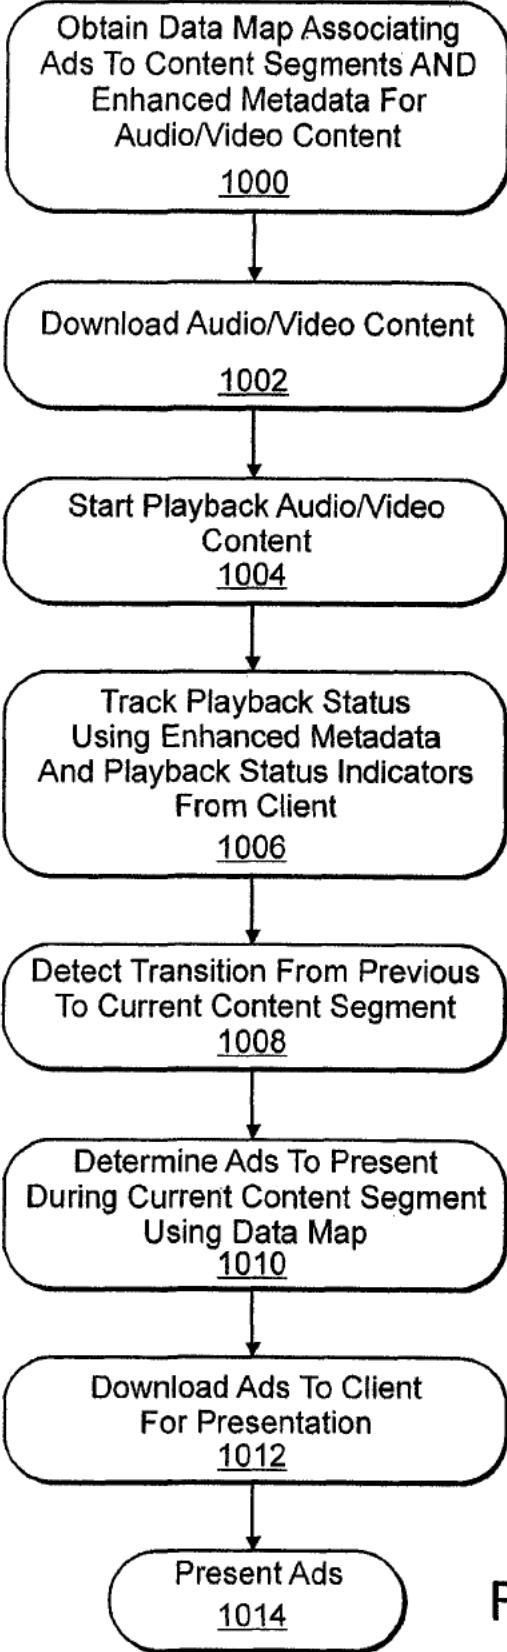 Obtain Data Map Associating
Ads To Content Segments AND
Enhanced Metadata For
Audio/Video Content
1000
Download Audio/Video Content
1002
Start Playback Audio/Video
Content
1004
Track Playback Status
Using Enhanced Metadata
And Playback Status Indicators
From Client
1006
Detect Transition From Previous
To Current Content Segment
1008
Determine Ads To Present
During Current Content Segment
Using Data Map
1010
Download Ads To Client
For Presentation
1012
Present Ads
1014